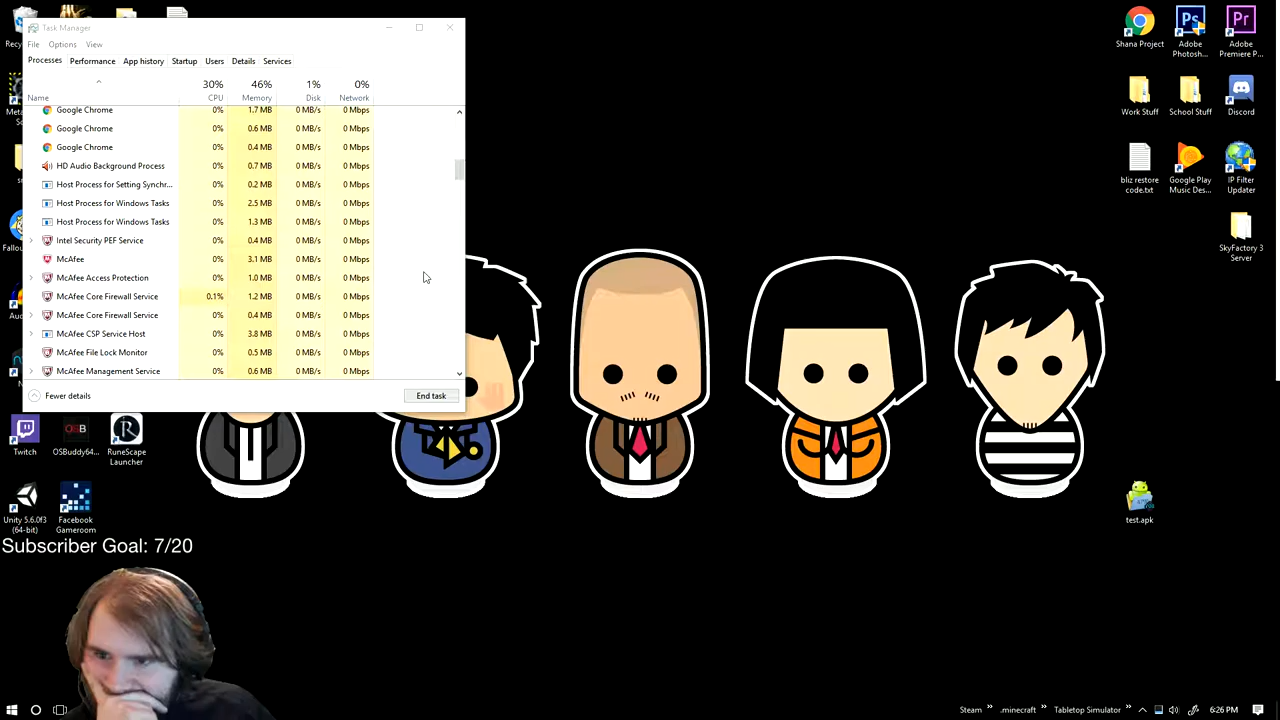 Task Manager
File Options View
Processes Performance App history Startup Users Details Services
30% 46% 1% 0%
Name CPU Memory Disk Network
Google Chrome 0% 1.7 MB 0 MB/s 0 Mbps
Google Chrome 0% 0.6 MB 0 MB/s 0 Mbps
Google Chrome 0% 0.4 MB 0 MB/s 0 Mbps
HD Audio Background Process 0% 0.7 MB 0 MB/s 0 Mbps
Host Process for Setting Synchr... 0% 0.2 MB 0 MB/s 0 Mbps
Host Process for Windows Tasks 0% 2.5 MB 0 MB/s 0 Mbps
Host Process for Windows Tasks 0% 1.3 MB 0 MB/s 0 Mbps
Intel Security PEF Service 0% 0.4 MB 0 MB/s 0 Mbps
McAfee 0% 3.1 MB 0 MB/s 0 Mbps
McAfee Access Protection 0% 1.0 MB 0 MB/s 0 Mbps
McAfee Core Firewall Service 0.1% 1.2 MB 0 MB/s 0 Mbps
McAfee Core Firewall Service 0% 0.4 MB 0 MB/s 0 Mbps
McAfee CSP Service Host 0% 3.8 MB 0 MB/s 0 Mbps
McAfee File Lock Monitor 0% 0.5 MB 0 MB/s 0 Mbps
McAfee Management Service 0% 0.6 MB 0 MB/s 0 Mbps
Fewer details End task
Shana Project
Adobe Photosh...
Adobe Premiere P...
Work Stuff
School Stuff
Discord
bliz restore code.txt
Google Play Music Des...
IP Filter Updater
SkyFactory 3 Server
test.apk
Twitch
OSBuddy64...
RuneScape Launcher
Unity 5.6.0f3 (64-bit)
Facebook Gameroom
Subscriber Goal: 7/20
Steam .minecraft Tabletop Simulator 6:26 PM